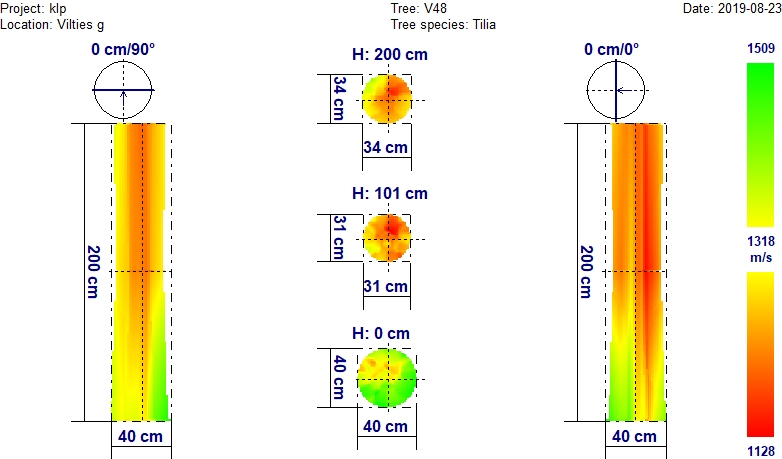 Project: klp
Tree: V48
Date: 2019-08-23
Location: Vilties g
Tree species: Tilia
0 cm/90°
H: 200 cm
0 cm/0°
1509
34 cm
34 cm
H: 101 cm
31 cm
31 cm
200 cm
200 cm
1318
m/s
H: 0 cm
40 cm
40 cm
40 cm
40 cm
1128